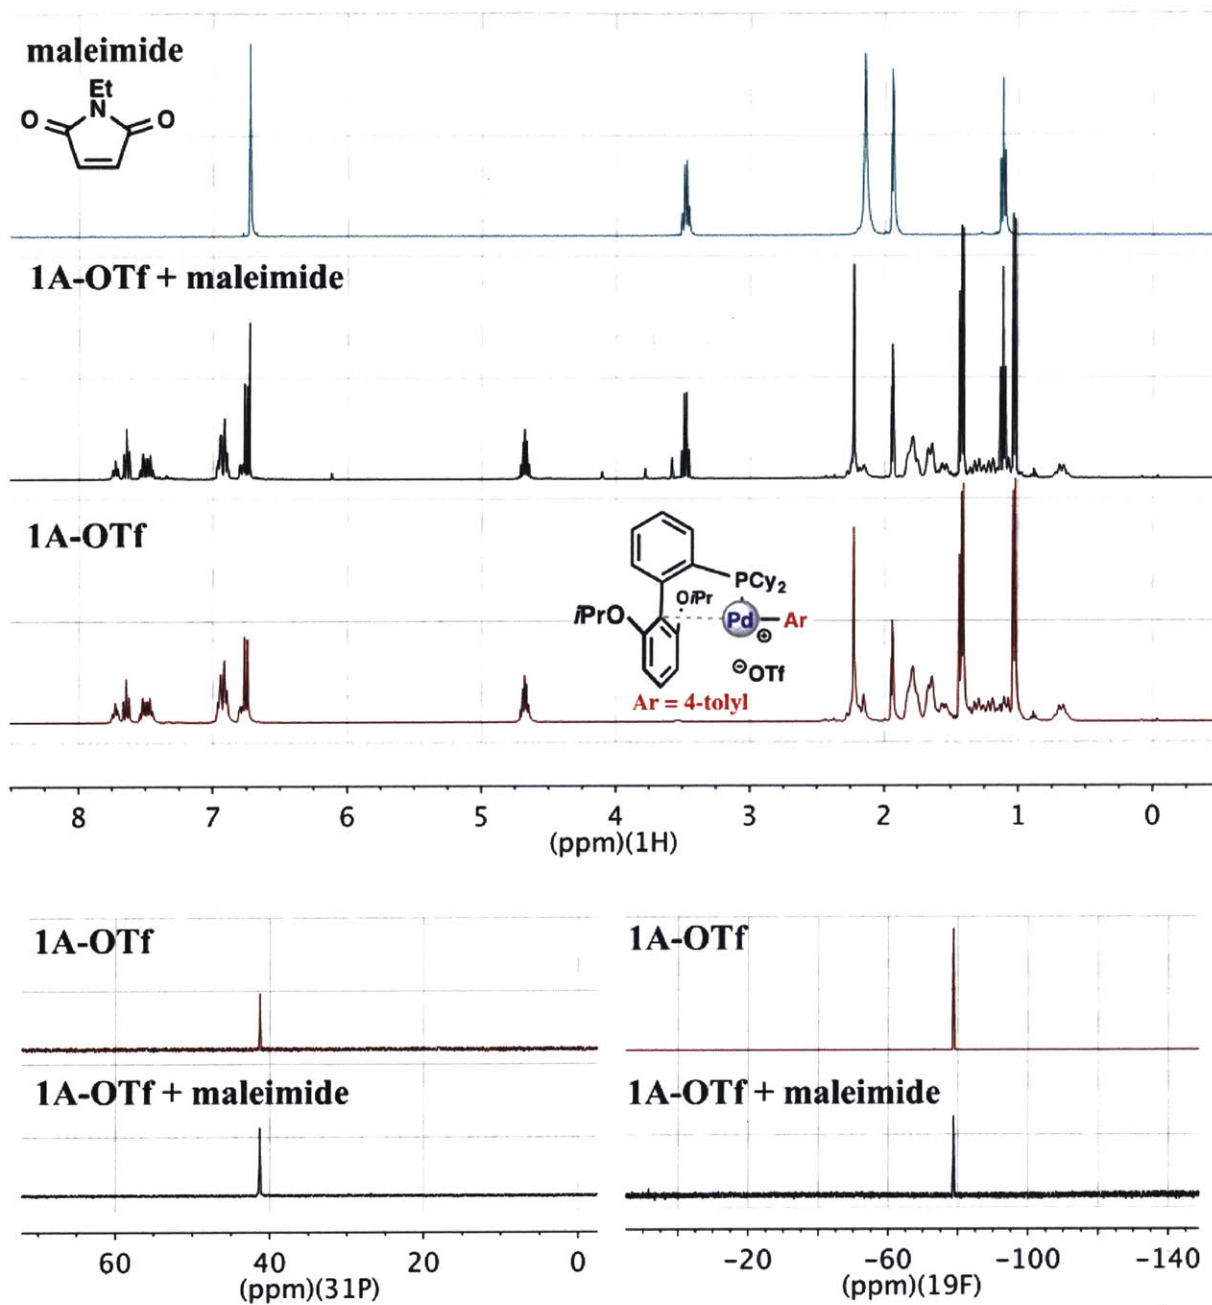 maleimide
Et
N
O O
1A-OTf + maleimide
1A-OTf
PCy2
OiPr
iPrO
Pd Ar
⊕
⊖OTf
Ar = 4-tolyl
8 7 6 5 4 3 2 1 0
(ppm)(1H)
1A-OTf
1A-OTf + maleimide
60 40 20 0
(ppm)(31P)
1A-OTf
1A-OTf + maleimide
-20 -60 -100 -140
(ppm)(19F)